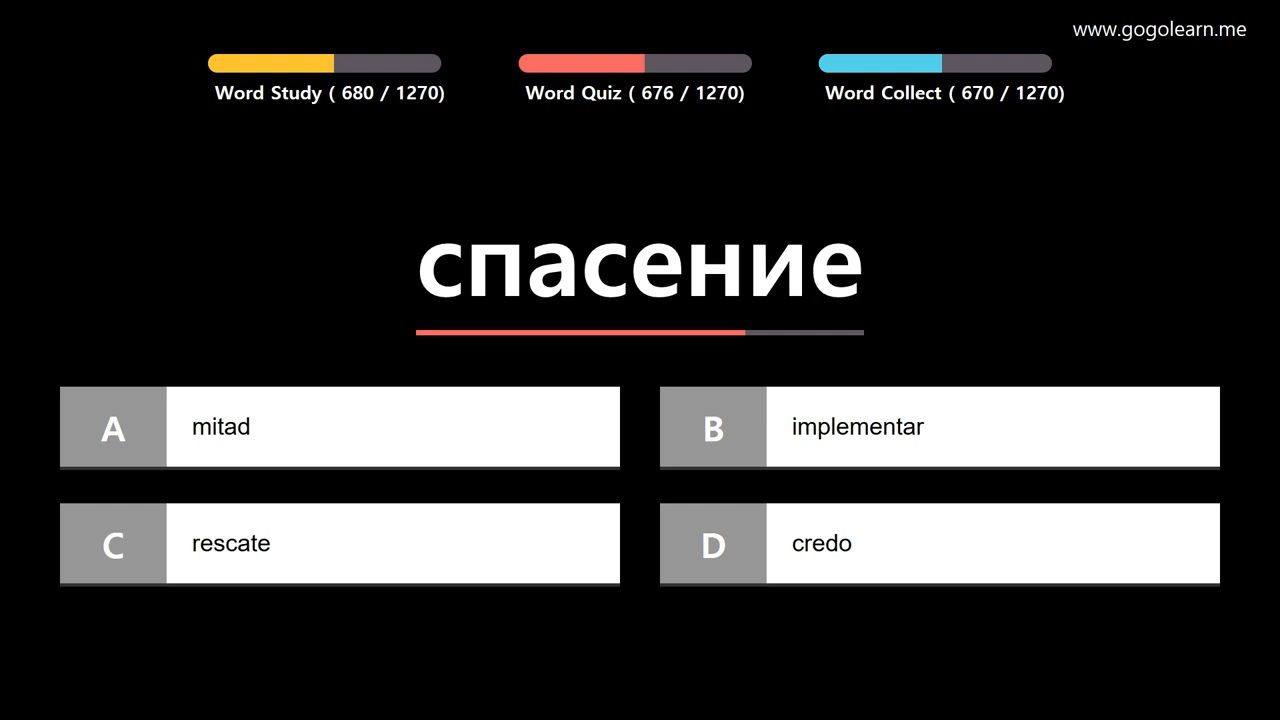 www.gogolearn.me
Word Study ( 680 / 1270)
Word Quiz ( 676 / 1270)
Word Collect ( 670 / 1270)
спасение
A mitad
B implementar
C rescate
D credo